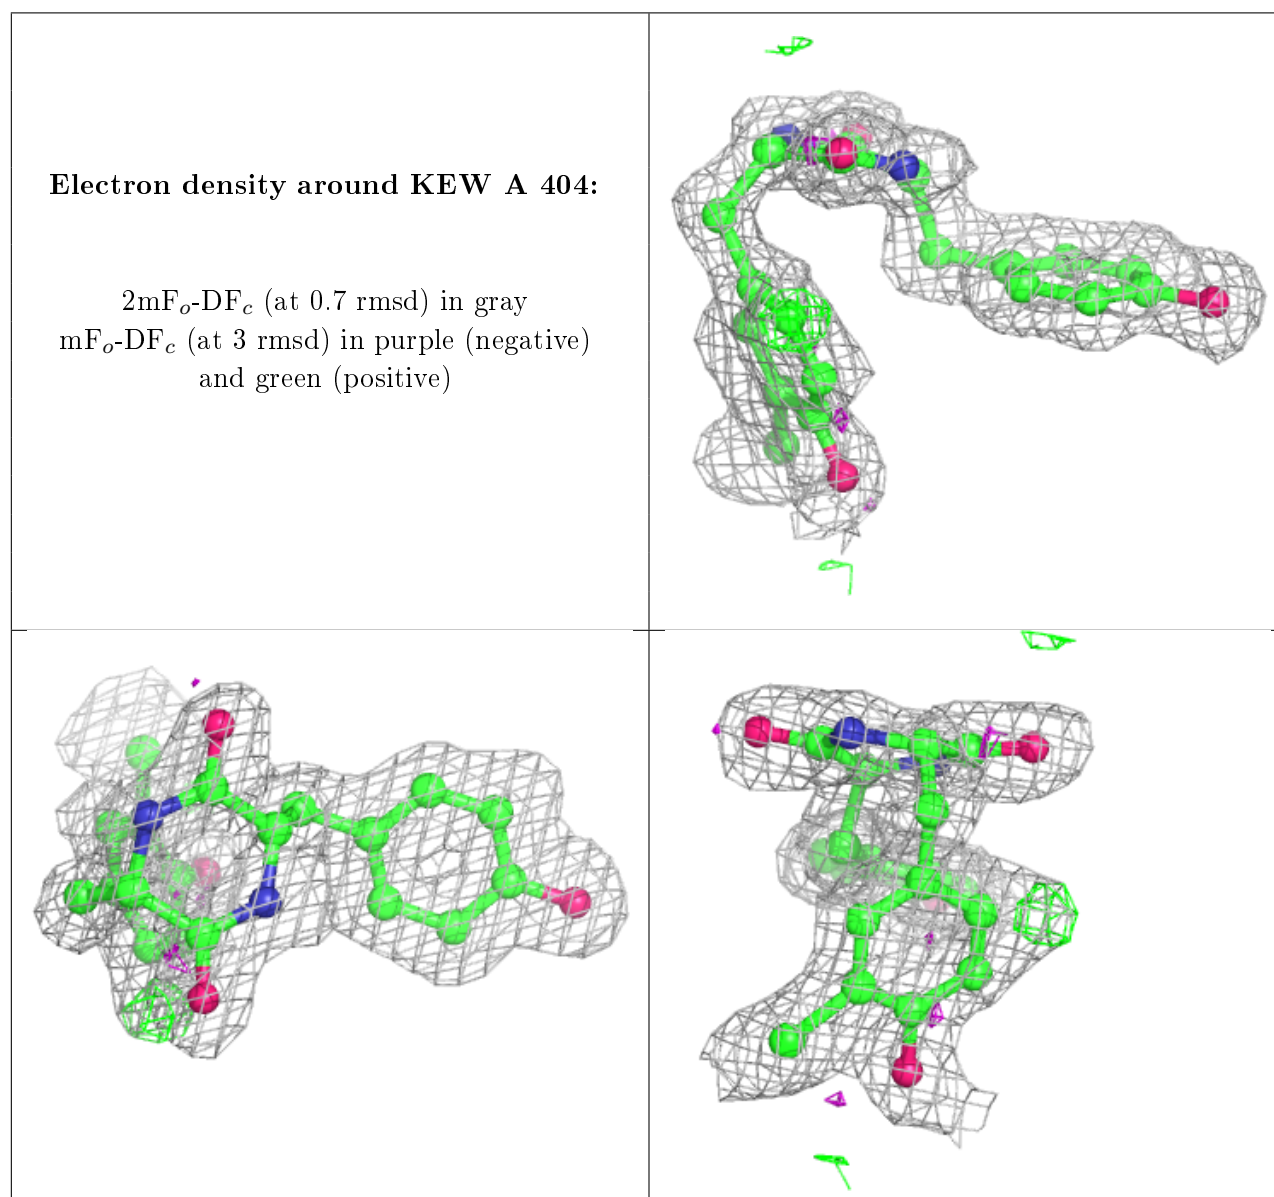 Electron density around KEW A 404:
2mFo-DFc (at 0.7 rmsd) in gray
mFo-DFc (at 3 rmsd) in purple (negative)
and green (positive)